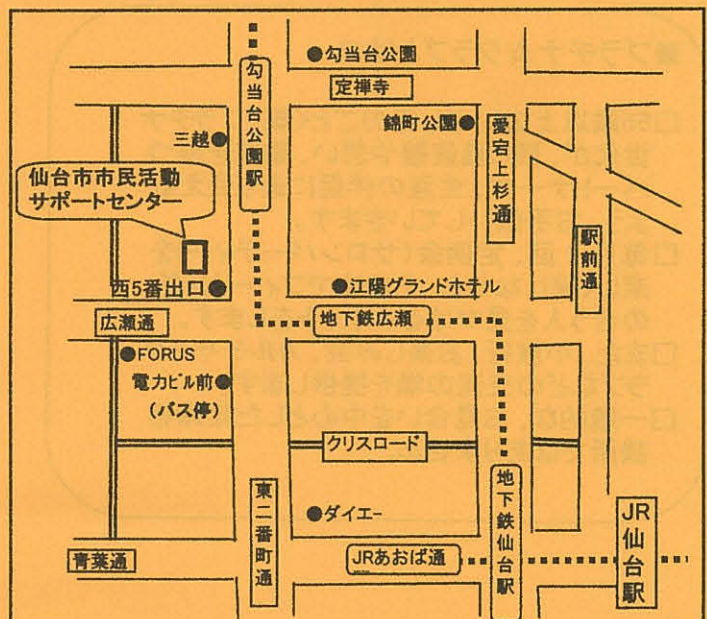 勾当台公園
定禅寺
勾当台公園駅
錦町公園
愛宕上杉通
三越
仙台市市民活動
サポートセンター
駅前通
西5番出口
江陽グランドホテル
広瀬通
地下鉄広瀬
FORUS
電力ビル前
(バス停)
クリスロード
東二番町通
ダイエー
地下鉄仙台駅
JR仙台駅
青葉通
JRあおば通